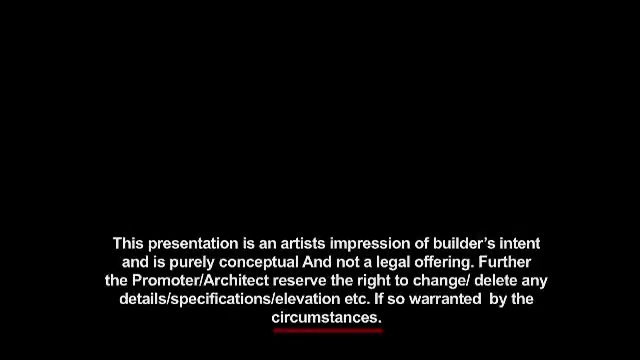 This presentation is an artists impression of builder's intent
and is purely conceptual And not a legal offering. Further
the Promoter/Architect reserve the right to change/ delete any
details/specifications/elevation etc. If so warranted  by the
circumstances.